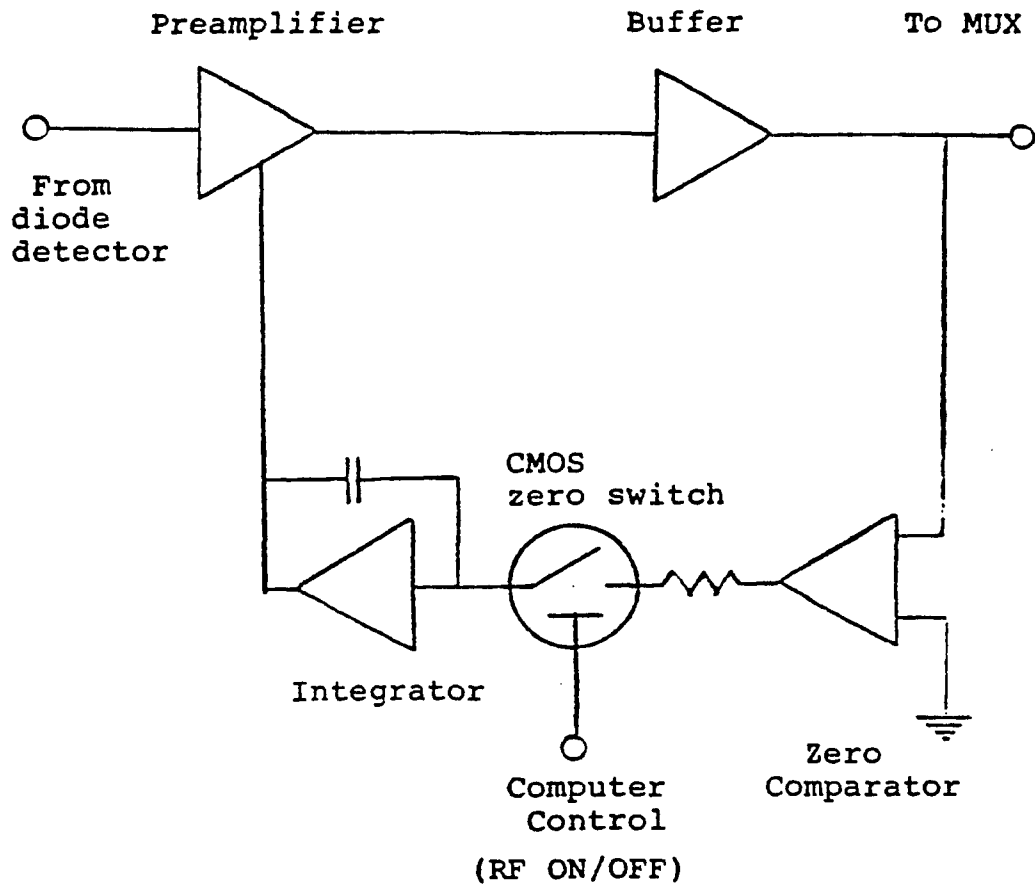 Preamplifier
Buffer
To MUX
From
diode
detector
CMOS
zero switch
Integrator
Zero
Comparator
Computer
Control
(RF ON/OFF)